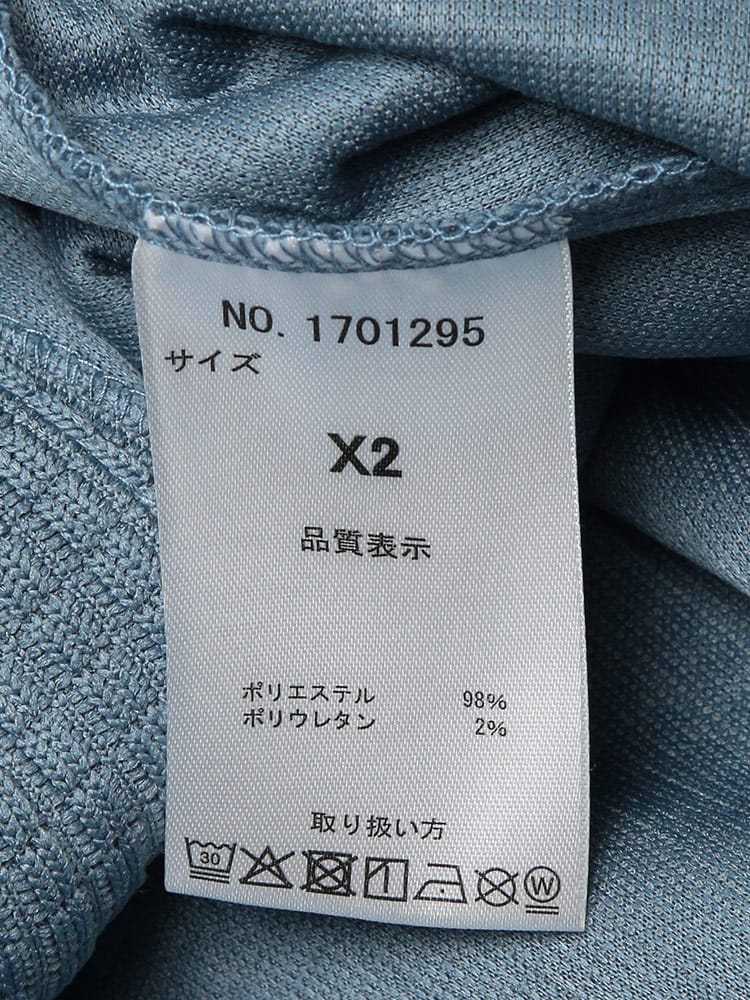 NO. 1701295
サイズ
X2
品質表示
ポリエステル 98%
ポリウレタン 2%
取り扱い方
30 W